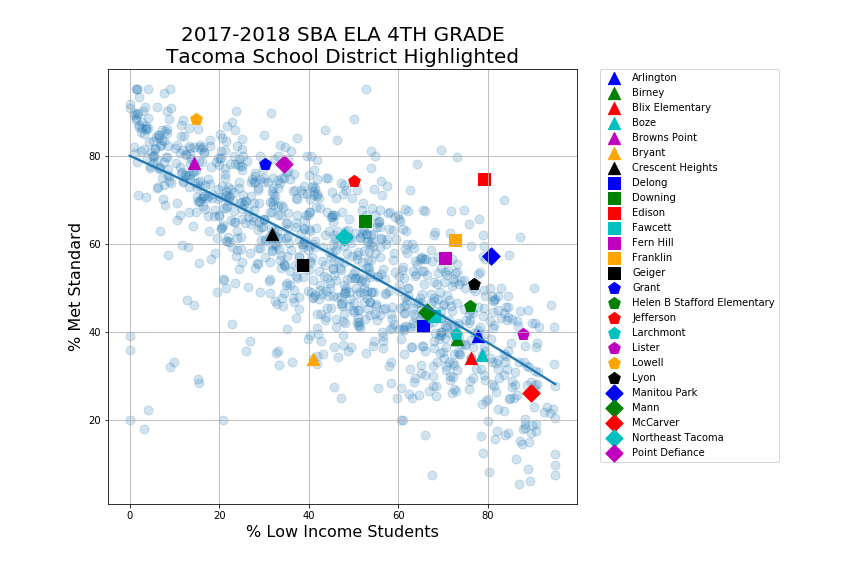 2017-2018 SBA ELA 4TH GRADE
Tacoma School District Highlighted
% Met Standard
80
60
40
20
0
20
40
60
80
% Low Income Students
Arlington
Birney
Blix Elementary
Boze
Browns Point
Bryant
Crescent Heights
Delong
Downing
Edison
Fawcett
Fern Hill
Franklin
Geiger
Grant
Helen B Stafford Elementary
Jefferson
Larchmont
Lister
Lowell
Lyon
Manitou Park
Mann
McCarver
Northeast Tacoma
Point Defiance